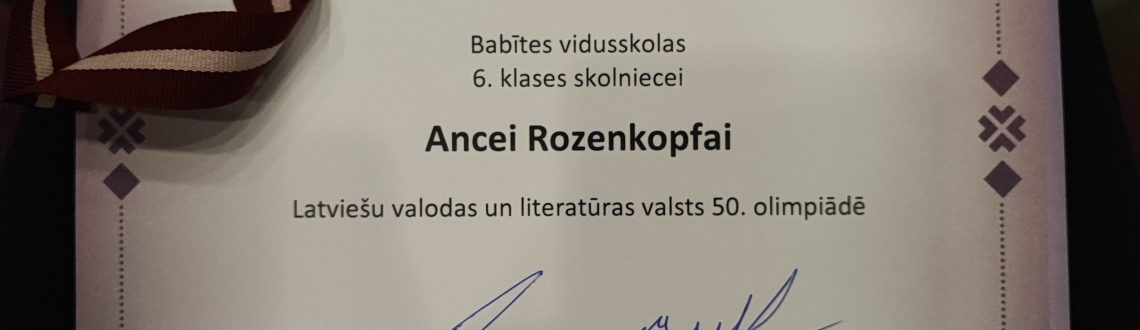 Babītes vidusskolas
6. klases skolniecei
Ancei Rozenkopfai
Latviešu valodas un literatūras valsts 50. olimpiādē